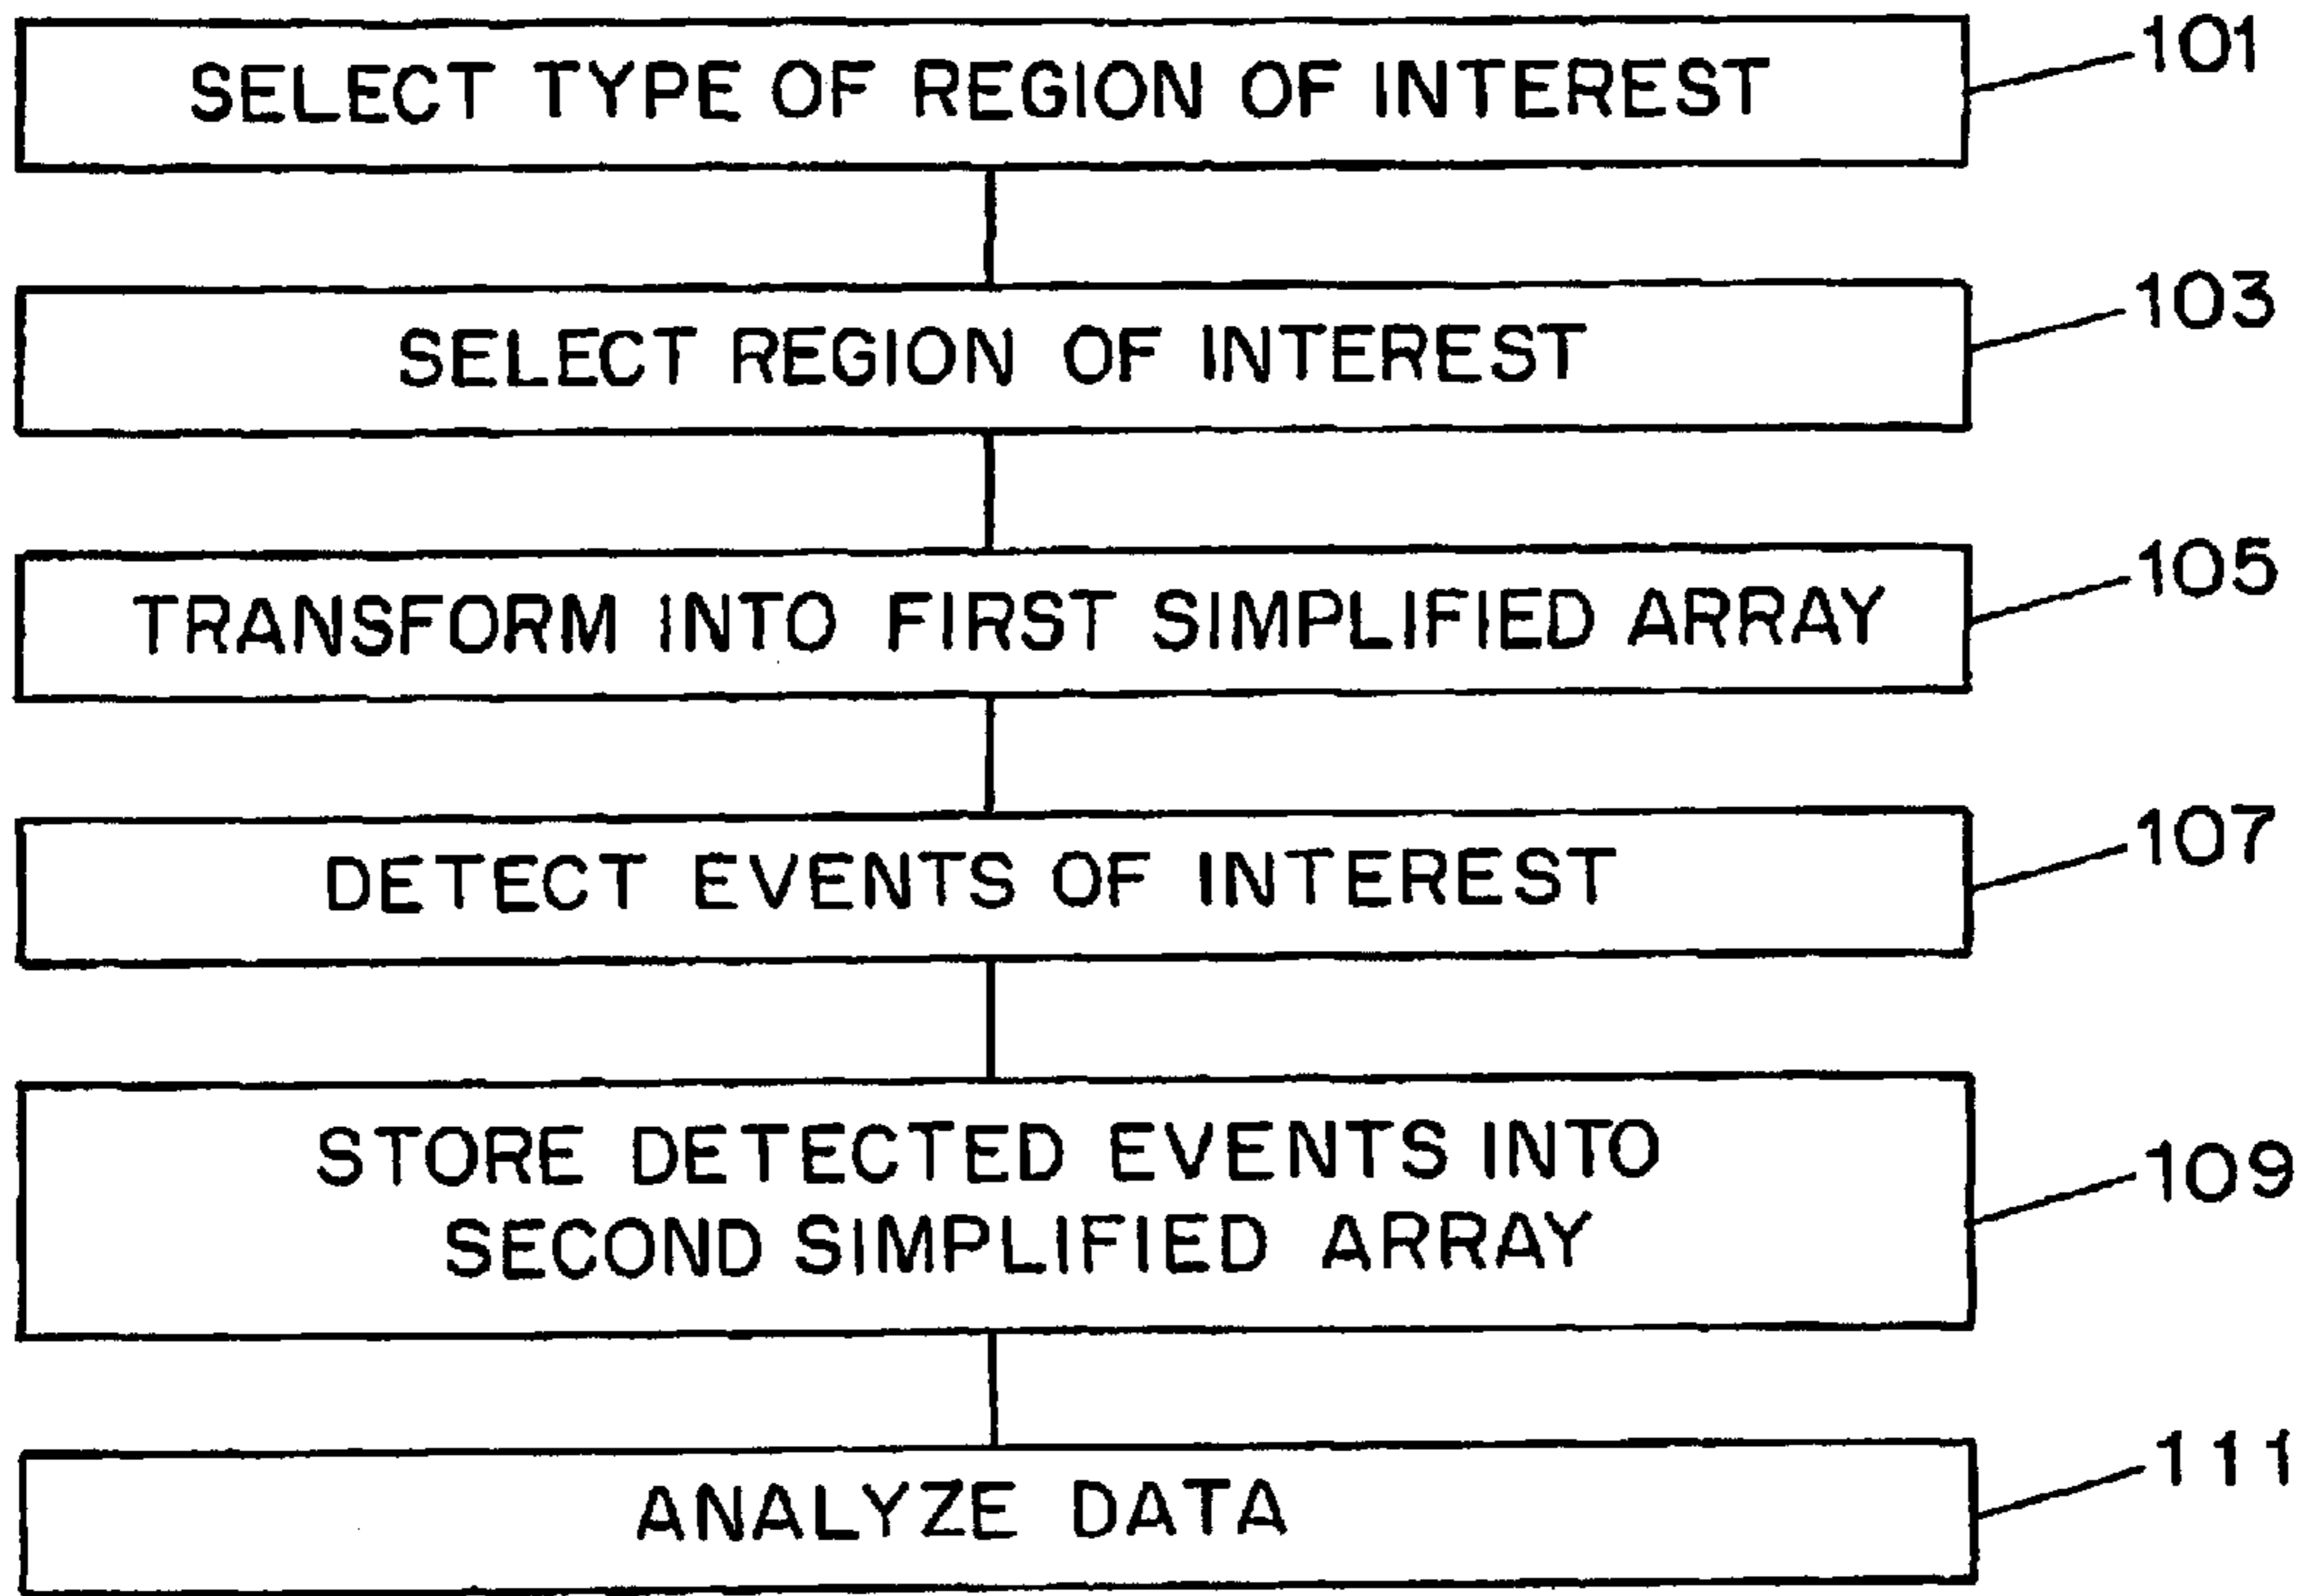 SELECT TYPE OF REGION OF INTEREST
101
SELECT REGION OF INTEREST
103
TRANSFORM INTO FIRST SIMPLIFIED ARRAY
105
DETECT EVENTS OF INTEREST
107
STORE DETECTED EVENTS INTO
SECOND SIMPLIFIED ARRAY
109
ANALYZE DATA
111